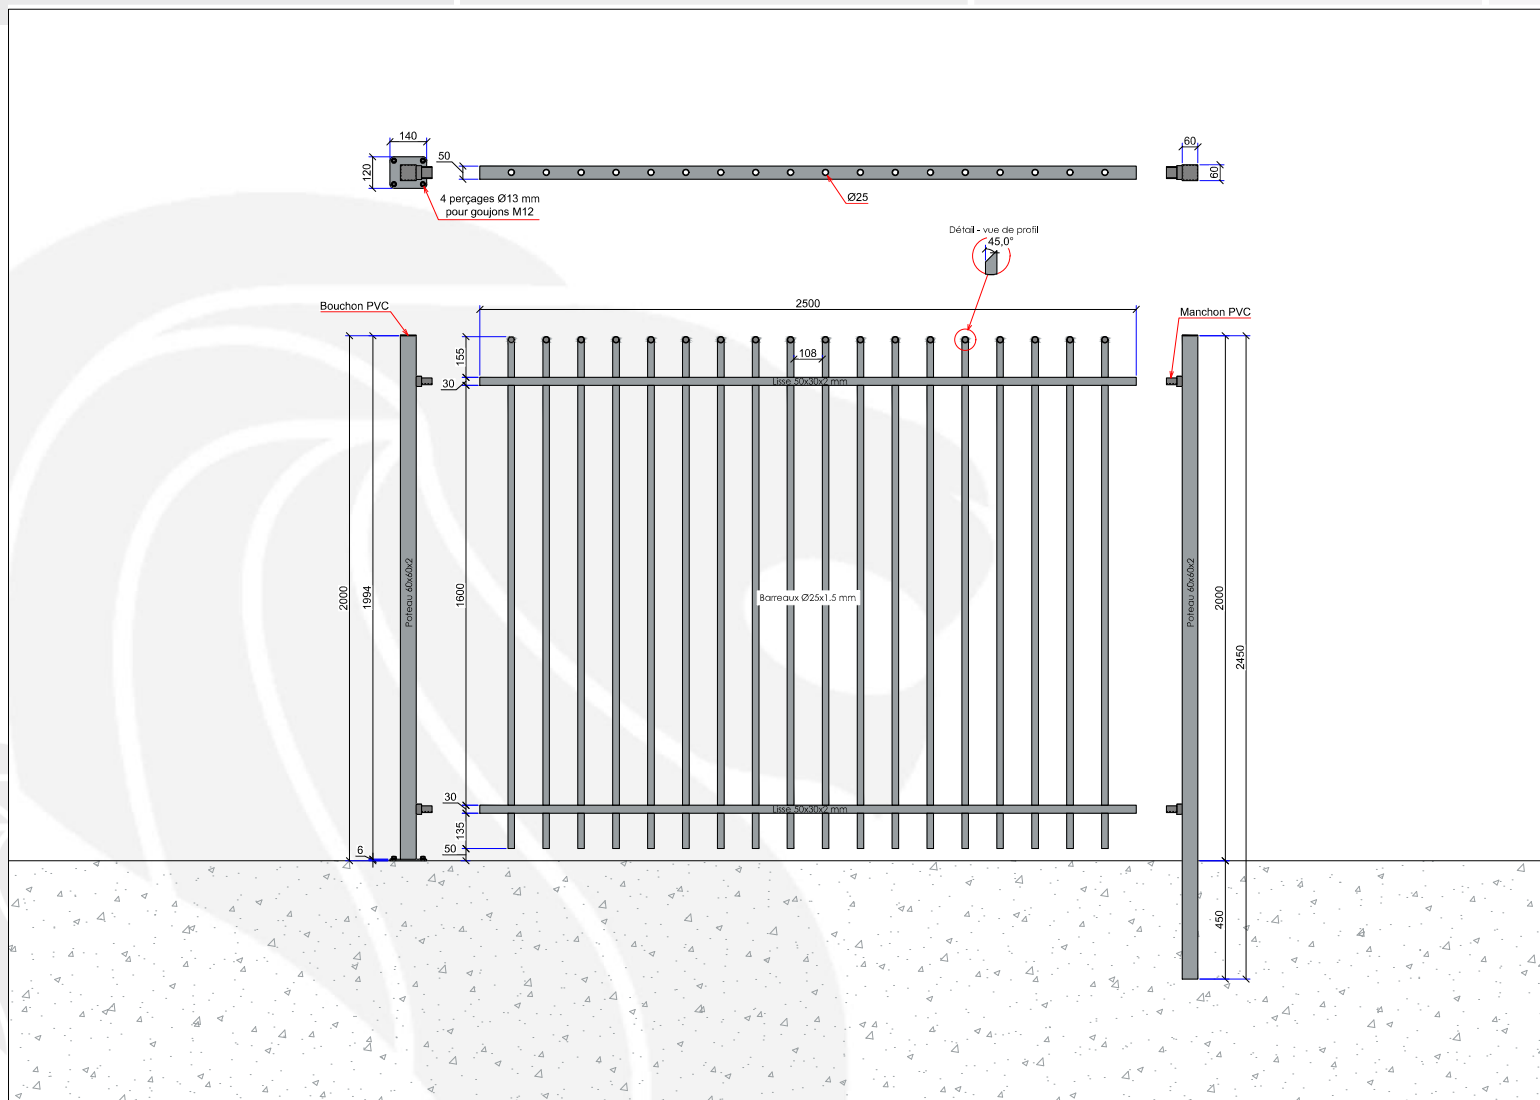 140
120
50
4 perçages Ø13 mm
pour goujons M12
Ø25
60
60
Détail - vue de profil
45,0°
Bouchon PVC
2500
Manchon PVC
155
108
30
Lisse 50x30x2 mm
2000
1994
Poteau 60x60x2
1600
Barreaux Ø25x1.5 mm
Poteau 60x60x2
2000
2450
30
Lisse 50x30x2 mm
135
50
6
450